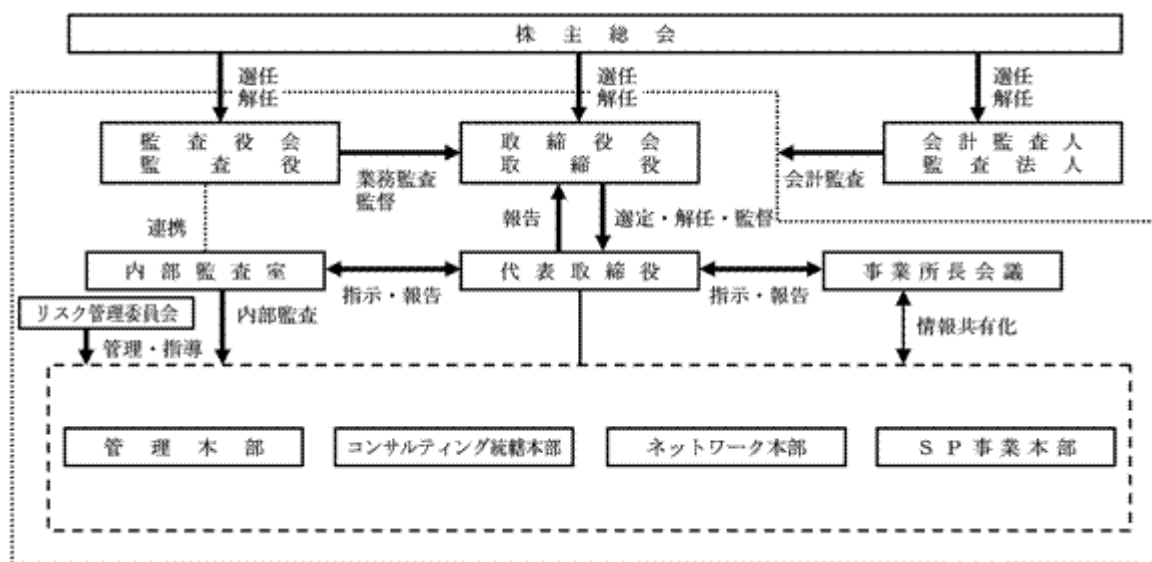 株主総会
選任
解任
選任
解任
選任
解任
監査役会
監査役
取締役会
取締役
会計監査人
監査法人
業務監査
監督
会計監査
連携
報告
選定・解任・監督
内部監査室
代表取締役
事業所長会議
指示・報告
指示・報告
リスク管理委員会
内部監査
情報共有化
管理・指導
管理本部
コンサルティング統轄本部
ネットワーク本部
SP事業本部